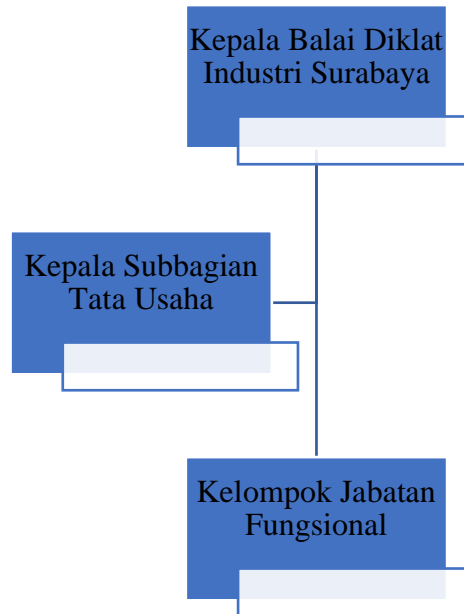 Kepala Balai Diklat
Industri Surabaya
Kepala Subbagian
Tata Usaha
Kelompok Jabatan
Fungsional